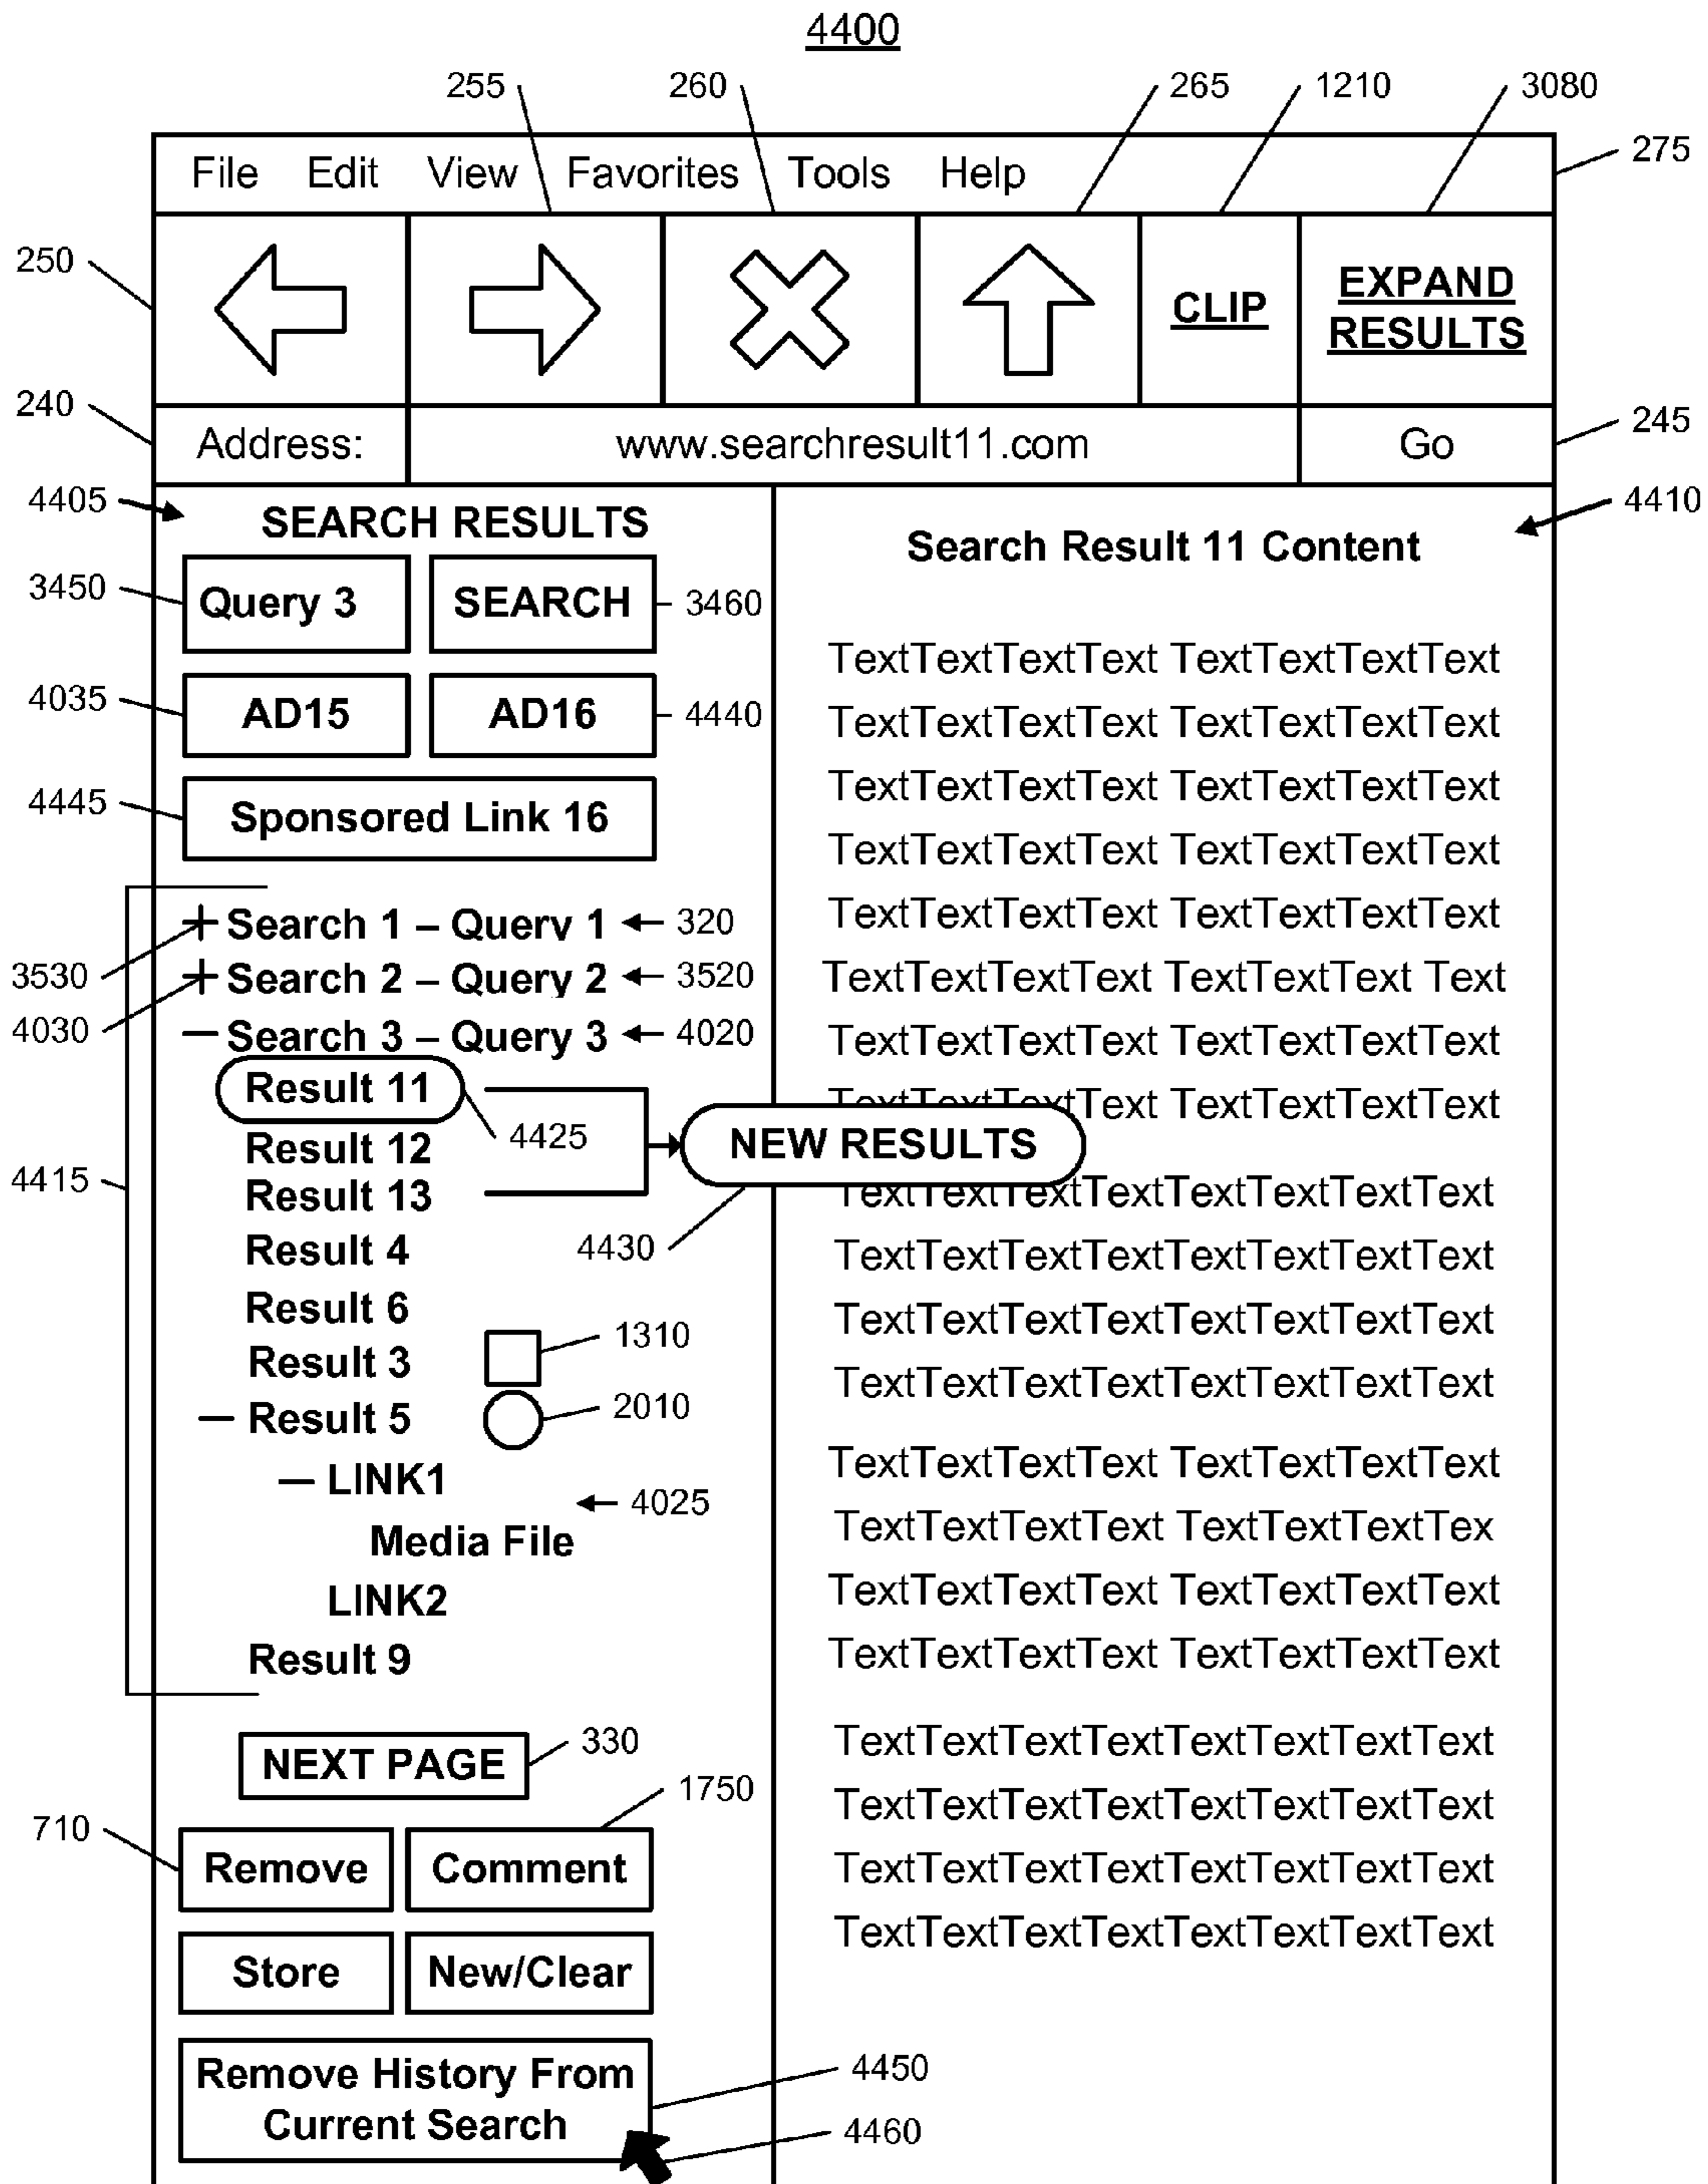 4400
255 260 265 1210 3080
275
File Edit View Favorites Tools Help
250
CLIP
EXPAND
RESULTS
240
Address: www.searchresult11.com Go
245
4405
SEARCH RESULTS
4410
Search Result 11 Content
3450
Query 3 SEARCH
3460
4035
AD15 AD16
4440
4445
Sponsored Link 16
+ Search 1 – Query 1 320
3530
+ Search 2 – Query 2 3520
4030
— Search 3 – Query 3 4020
Result 11
4425
Result 12
NEW RESULTS
4415
Result 13
Result 4
4430
Result 6
1310
Result 3
— Result 5
2010
— LINK1
4025
Media File
LINK2
Result 9
NEXT PAGE
330
1750
710
Remove Comment
Store New/Clear
Remove History From
Current Search
4450
4460
TextTextTextText TextTextTextText
TextTextTextText TextTextTextText
TextTextTextText TextTextTextText
TextTextTextText TextTextTextText
TextTextTextText TextTextTextText
TextTextTextText TextTextText Text
TextTextTextText TextTextTextText
TextTextTextText TextTextTextText
TextTextTextTextTextTextTextText
TextTextTextTextTextTextTextText
TextTextTextTextTextTextTextText
TextTextTextTextTextTextTextText
TextTextTextText TextTextTextText
TextTextTextText TextTextTextTex
TextTextTextText TextTextTextText
TextTextTextText TextTextTextText
TextTextTextTextTextTextTextText
TextTextTextTextTextTextTextText
TextTextTextTextTextTextTextText
TextTextTextTextTextTextTextText